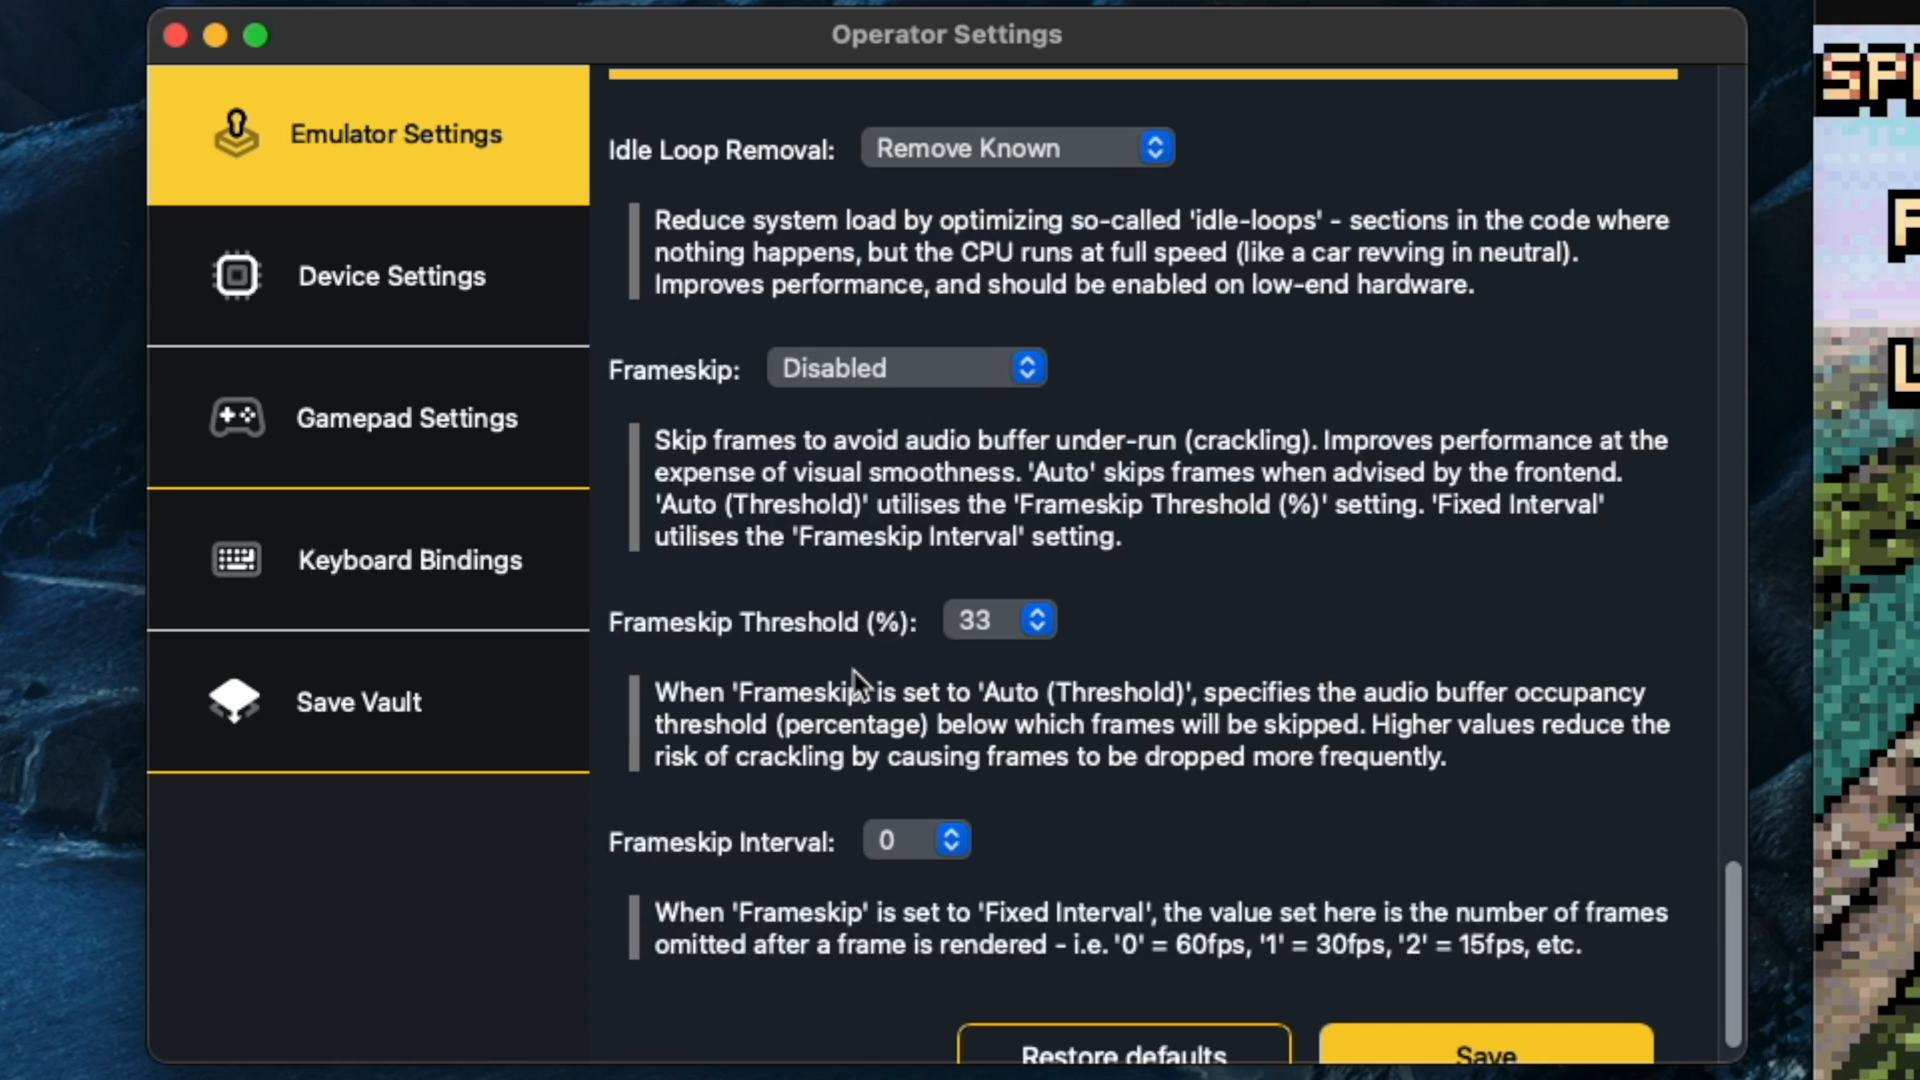 Operator Settings
Emulator Settings
Device Settings
Gamepad Settings
Keyboard Bindings
Save Vault
Idle Loop Removal: Remove Known
Reduce system load by optimizing so-called 'idle-loops' - sections in the code where
nothing happens, but the CPU runs at full speed (like a car revving in neutral).
Improves performance, and should be enabled on low-end hardware.
Frameskip: Disabled
Skip frames to avoid audio buffer under-run (crackling). Improves performance at the
expense of visual smoothness. 'Auto' skips frames when advised by the frontend.
'Auto (Threshold)' utilises the 'Frameskip Threshold (%)' setting. 'Fixed Interval'
utilises the 'Frameskip Interval' setting.
Frameskip Threshold (%): 33
When 'Frameskip' is set to 'Auto (Threshold)', specifies the audio buffer occupancy
threshold (percentage) below which frames will be skipped. Higher values reduce the
risk of crackling by causing frames to be dropped more frequently.
Frameskip Interval: 0
When 'Frameskip' is set to 'Fixed Interval', the value set here is the number of frames
omitted after a frame is rendered - i.e. '0' = 60fps, '1' = 30fps, '2' = 15fps, etc.
Restore defaults
Save